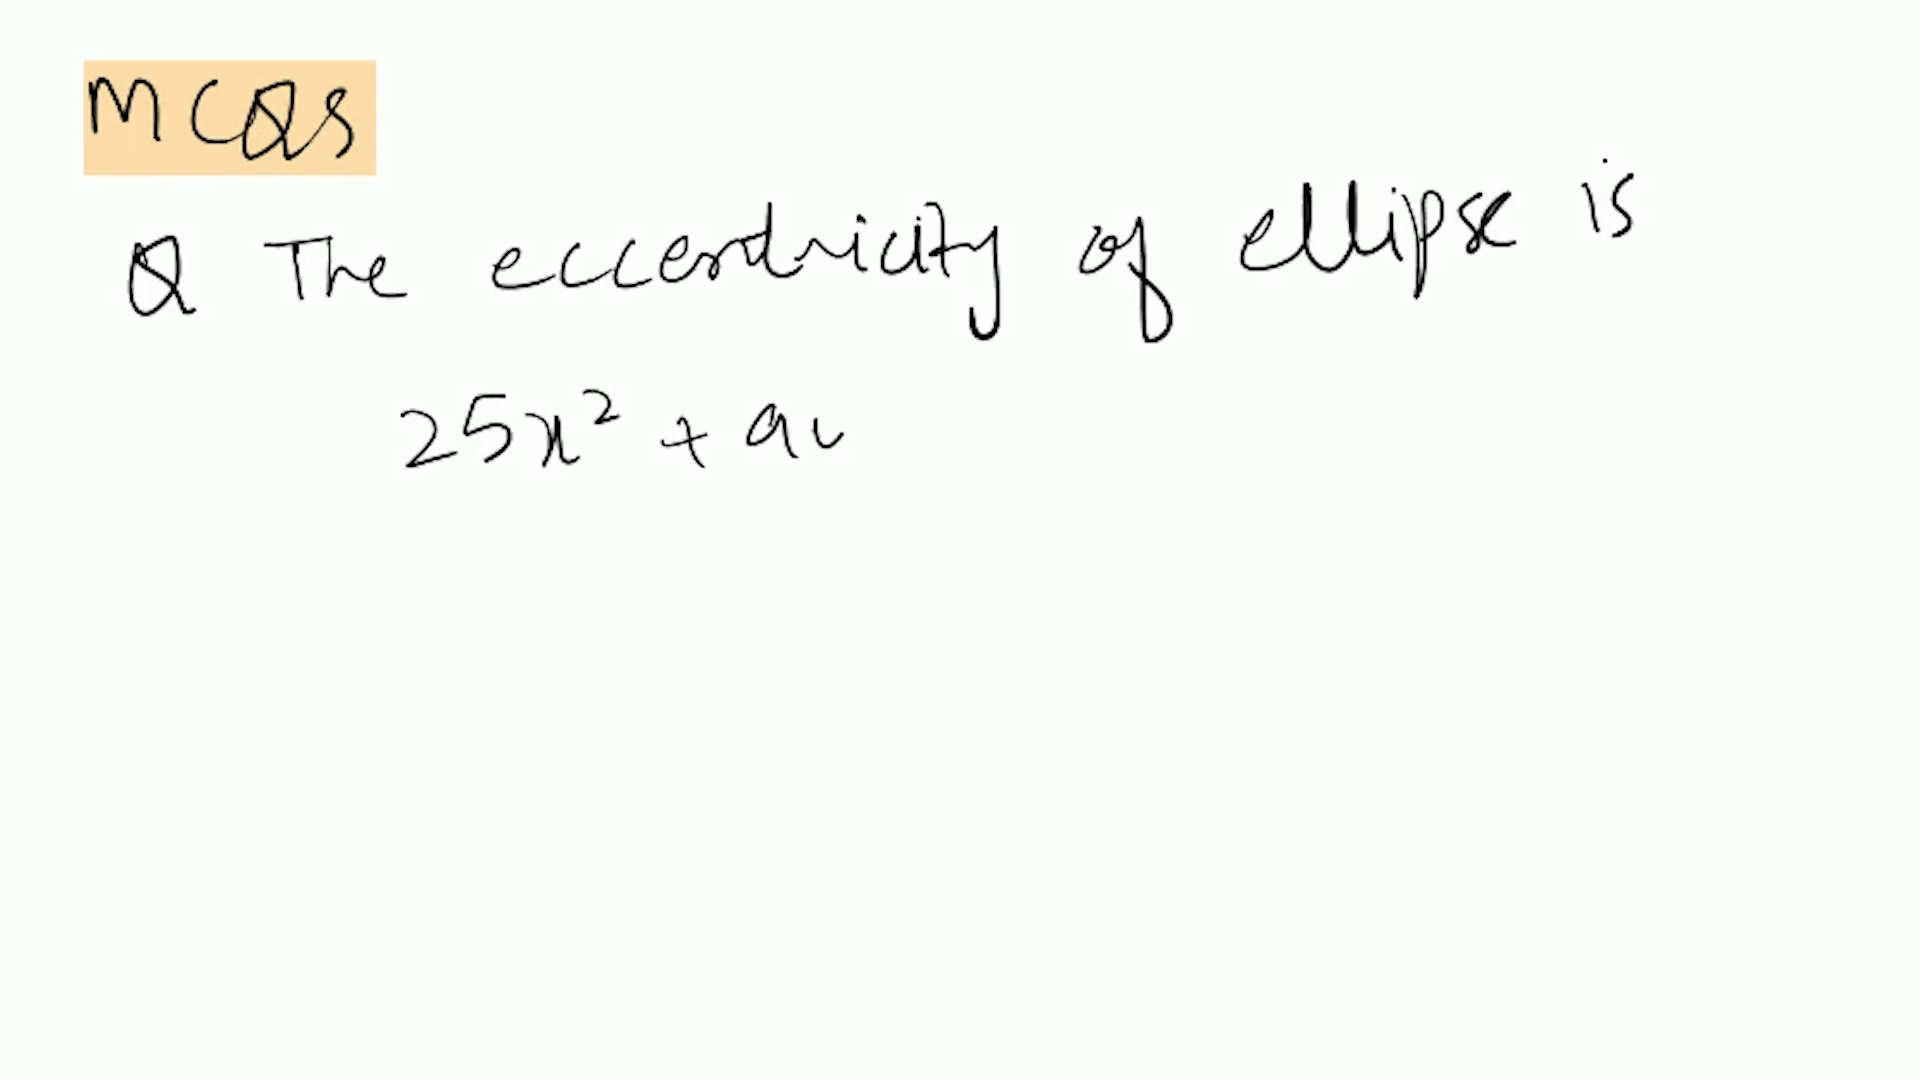 MCQs
Q The eccentricity of ellipse is
25x² + 9